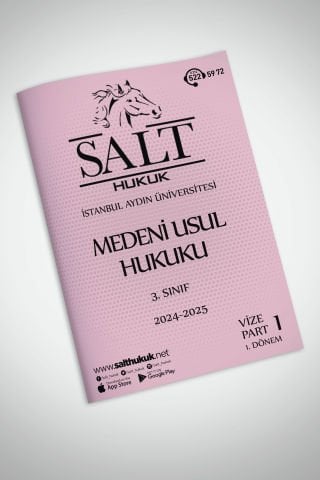 522 59 72
SALT
HUKUK
İSTANBUL AYDIN ÜNİVERSİTESİ
MEDENİ USUL
HUKUKU
3. SINIF
2024-2025
VİZE
PART 1
1. DÖNEM
www.salthukuk.net
App Store
Google Play